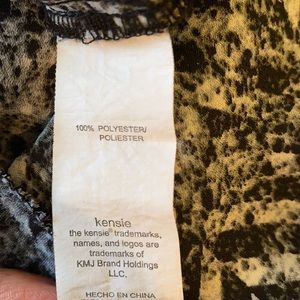 100% POLYESTER/
POLIESTER
kensie
the kensie™ trademarks,
names, and logos are
trademarks of
KMJ Brand Holdings
LLC.
HECHO EN CHINA